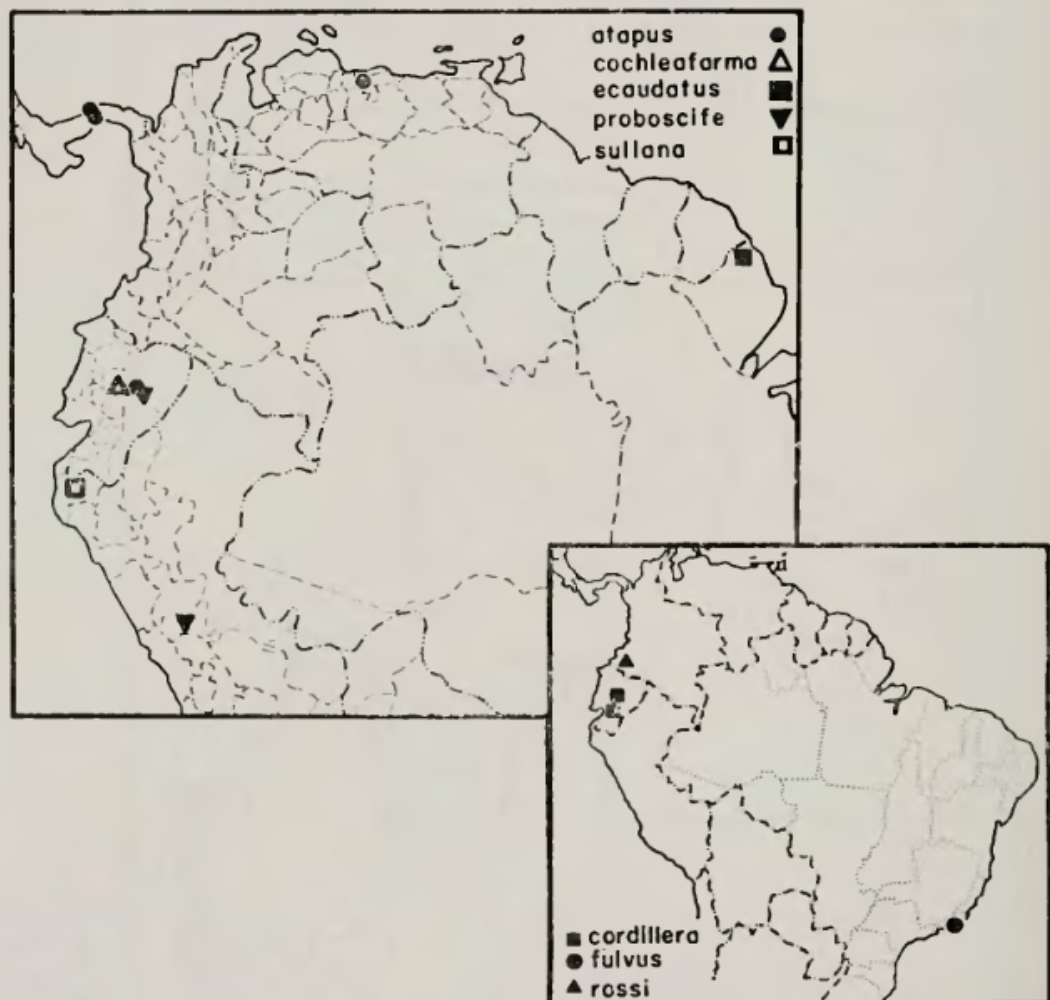 atapus
cochleafarma
ecaudatus
proboscife
sullana
cordillera
fulvus
rossi